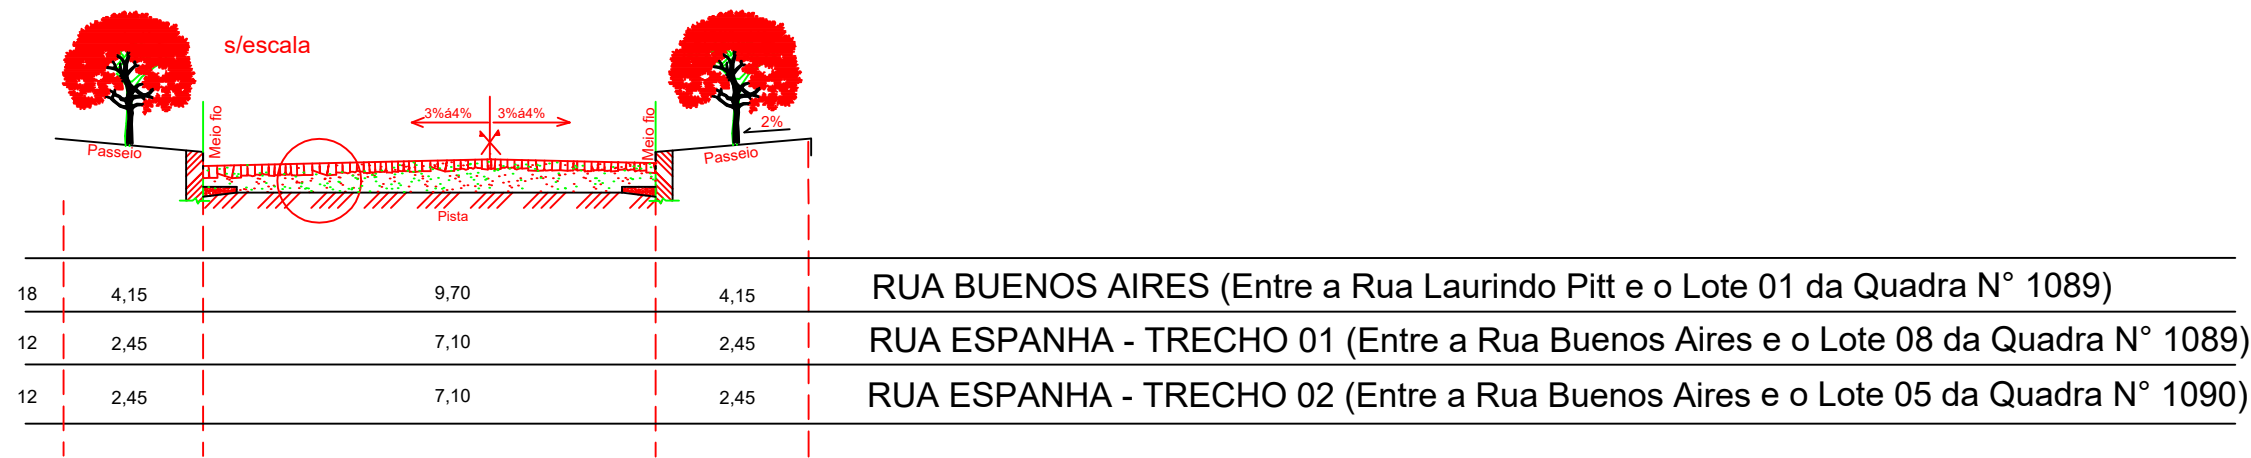 s/escala
3%á4% 3%á4%
2%
Meio fio
Meio fio
Passeio
Passeio
Pista
18 4,15 9,70 4,15 RUA BUENOS AIRES (Entre a Rua Laurindo Pitt e o Lote 01 da Quadra N° 1089)
12 2,45 7,10 2,45 RUA ESPANHA - TRECHO 01 (Entre a Rua Buenos Aires e o Lote 08 da Quadra N° 1089)
12 2,45 7,10 2,45 RUA ESPANHA - TRECHO 02 (Entre a Rua Buenos Aires e o Lote 05 da Quadra N° 1090)